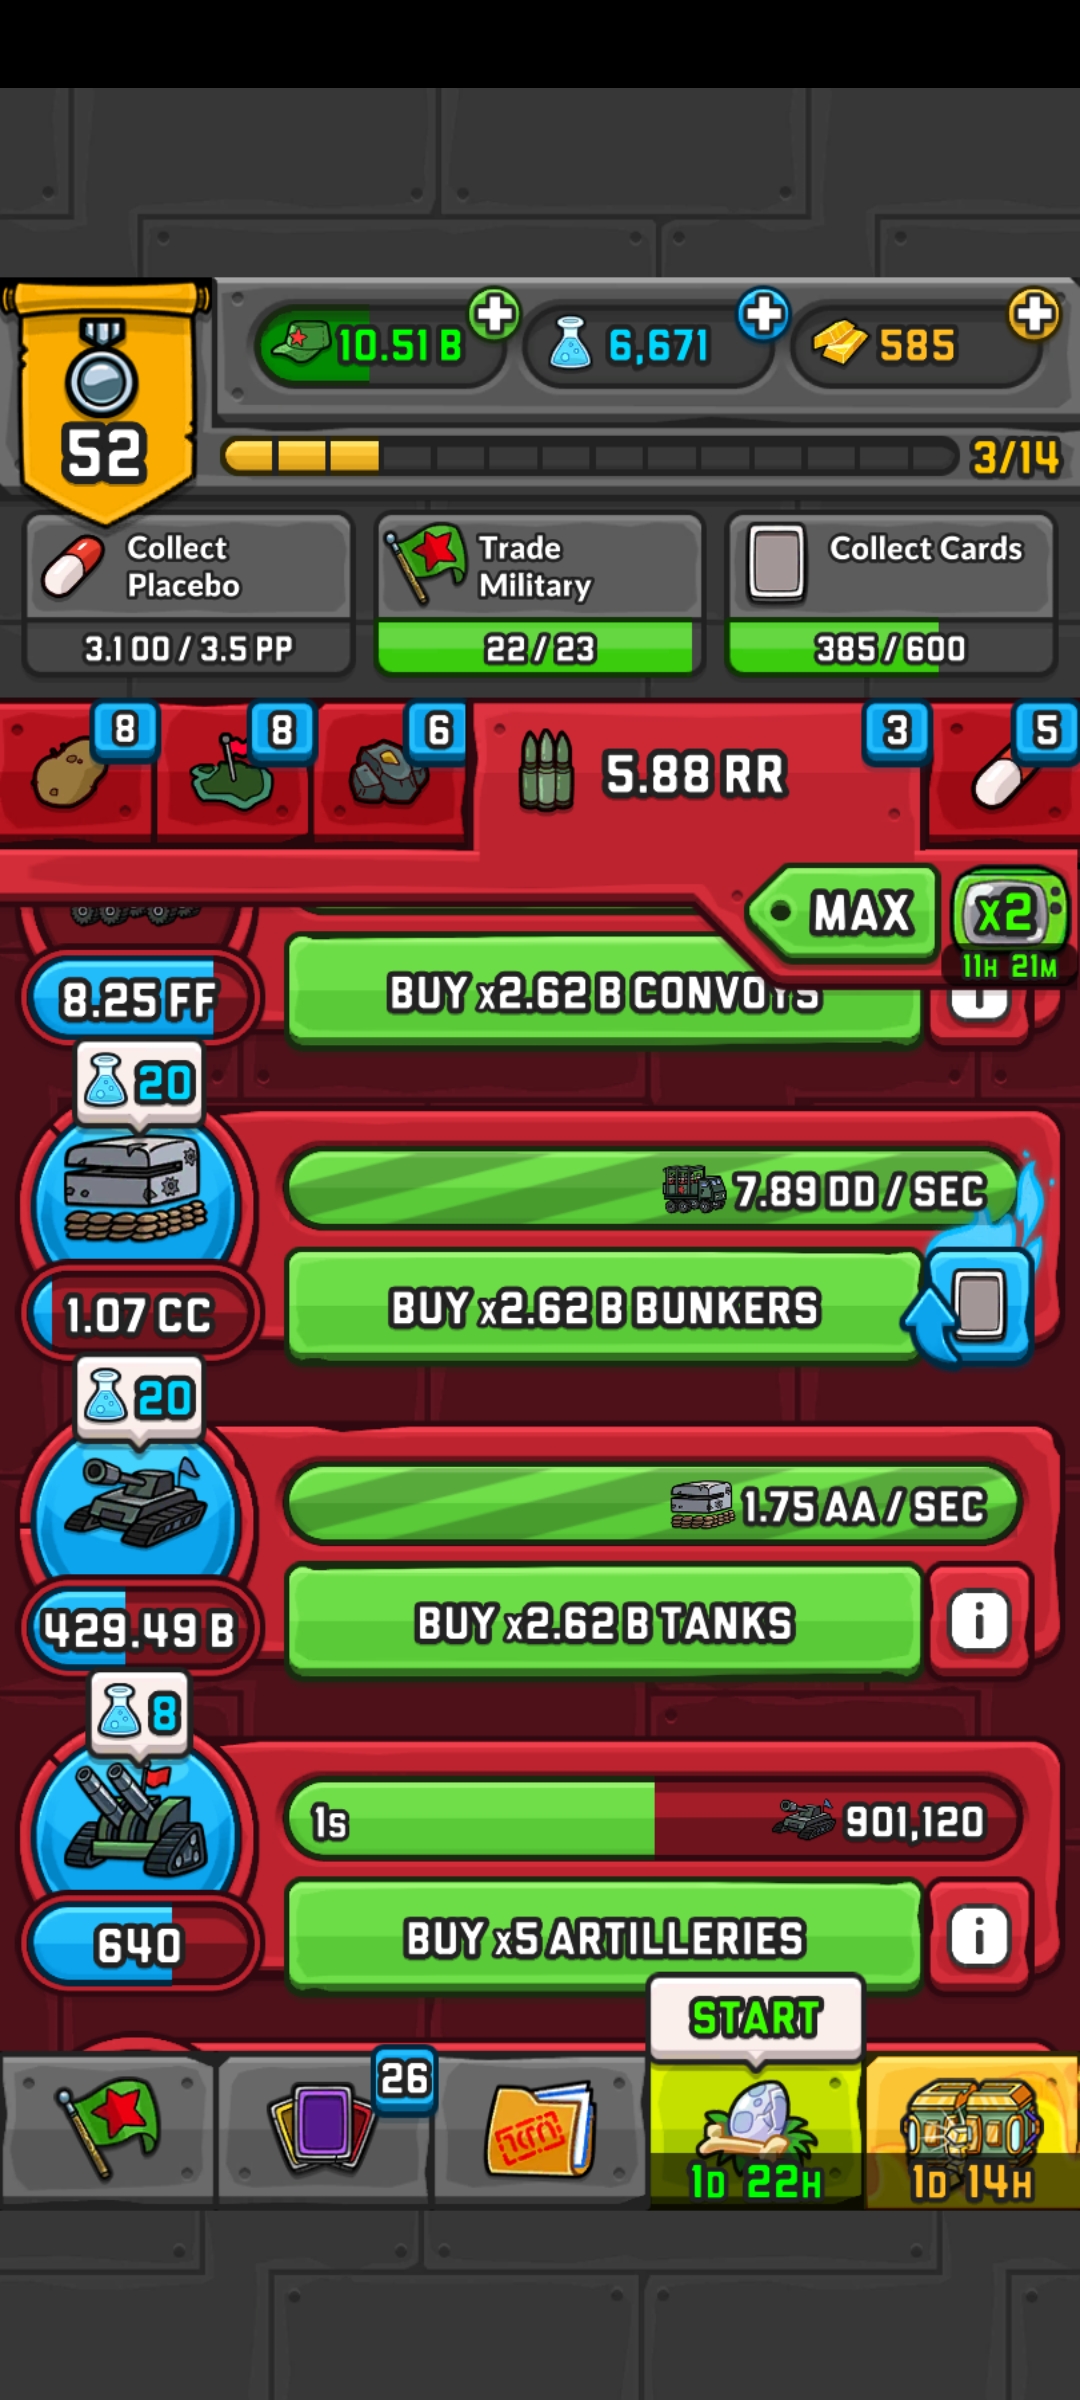 10.51 B
6,671
585
52
3/14
Collect Placebo
3.100 / 3.5 PP
Trade Military
22 / 23
Collect Cards
385 / 600
8
8
6
5.88 RR
3
5
MAX
x2
11H 21M
8.25 FF
BUY x2.62 B CONVOYS
i
20
7.89 DD / SEC
1.07 CC
BUY x2.62 B BUNKERS
20
1.75 AA / SEC
429.49 B
BUY x2.62 B TANKS
i
8
1s
901,120
640
BUY x5 ARTILLERIES
i
START
26
1D 22H
1D 14H